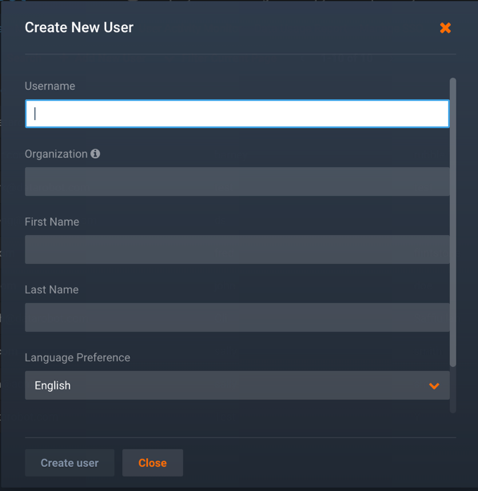 Create New User
Username
Organization
First Name
Last Name
Language Preference
English
Create user
Close